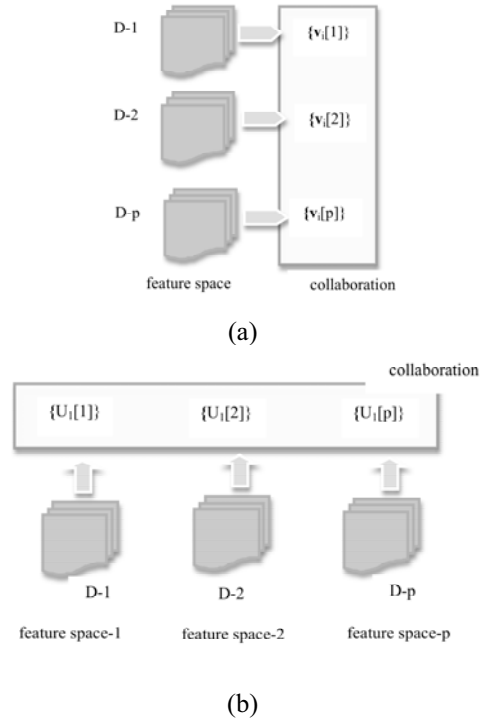 D-1 {vᵢ[1]}
D-2 {vᵢ[2]}
D-p {vᵢ[p]}
feature space collaboration
(a)
collaboration
{U₁[1]} {U₁[2]} {U₁[p]}
D-1 D-2 D-p
feature space-1 feature space-2 feature space-p
(b)